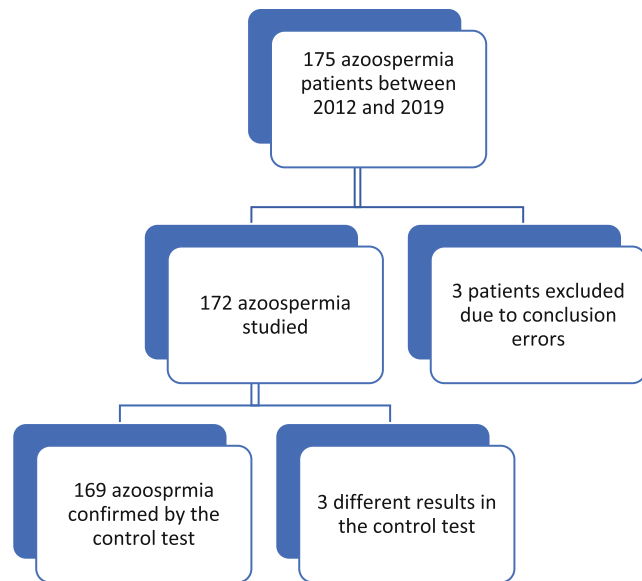 175 azoospermia
patients between
2012 and 2019
172 azoospermia
studied
3 patients excluded
due to conclusion
errors
169 azoosprmia
confirmed by the
control test
3 different results in
the control test